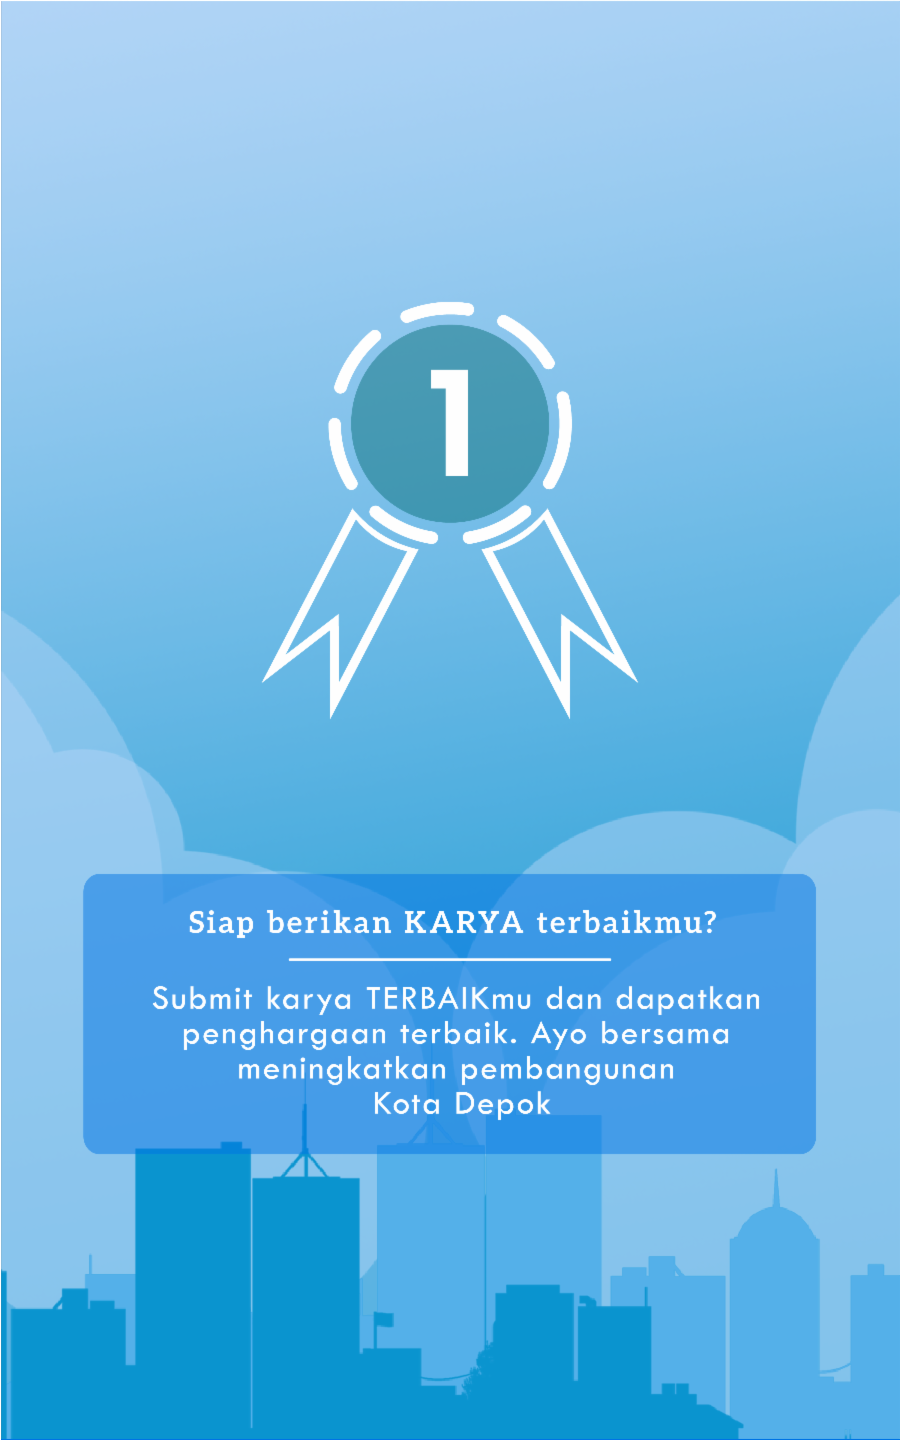 1
Siap berikan KARYA terbaikmu?
Submit karya TERBAIKmu dan dapatkan
penghargaan terbaik. Ayo bersama
meningkatkan pembangunan
Kota Depok